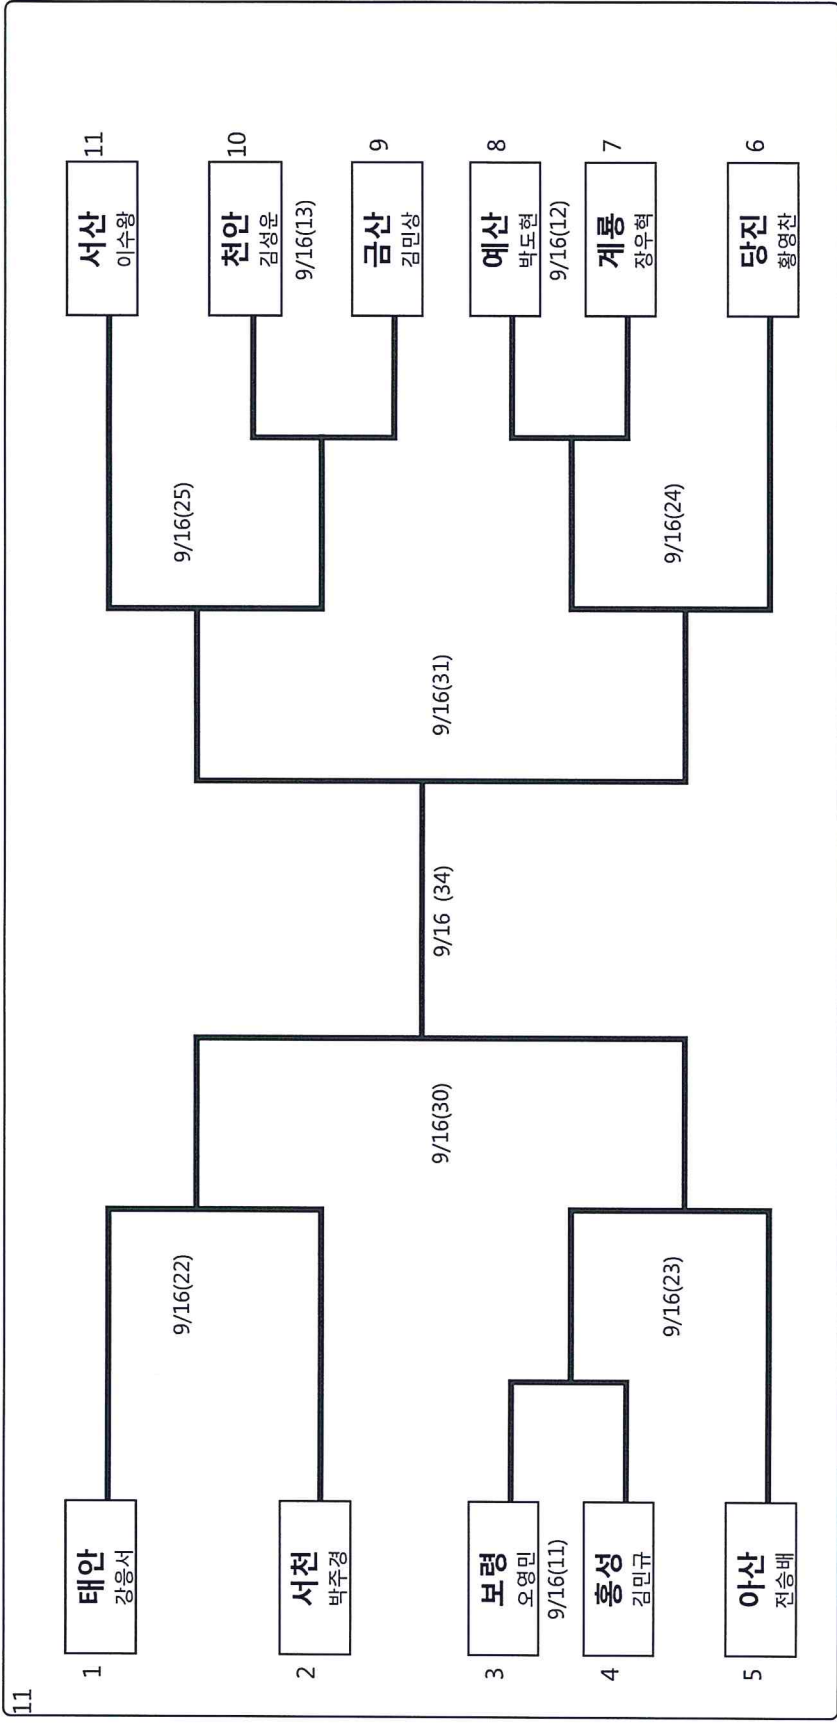 11
1
태안
강응서
2
서천
박주경
3
보령
오영민
9/16(11)
4
홍성
김민규
5
아산
전승배
9/16(22)
9/16(23)
9/16(30)
9/16 (34)
9/16(31)
9/16(25)
9/16(24)
서산
이수왕
11
천안
김성운
10
9/16(13)
금산
김민상
9
예산
박도현
8
9/16(12)
계룡
장우혁
7
당진
황영찬
6